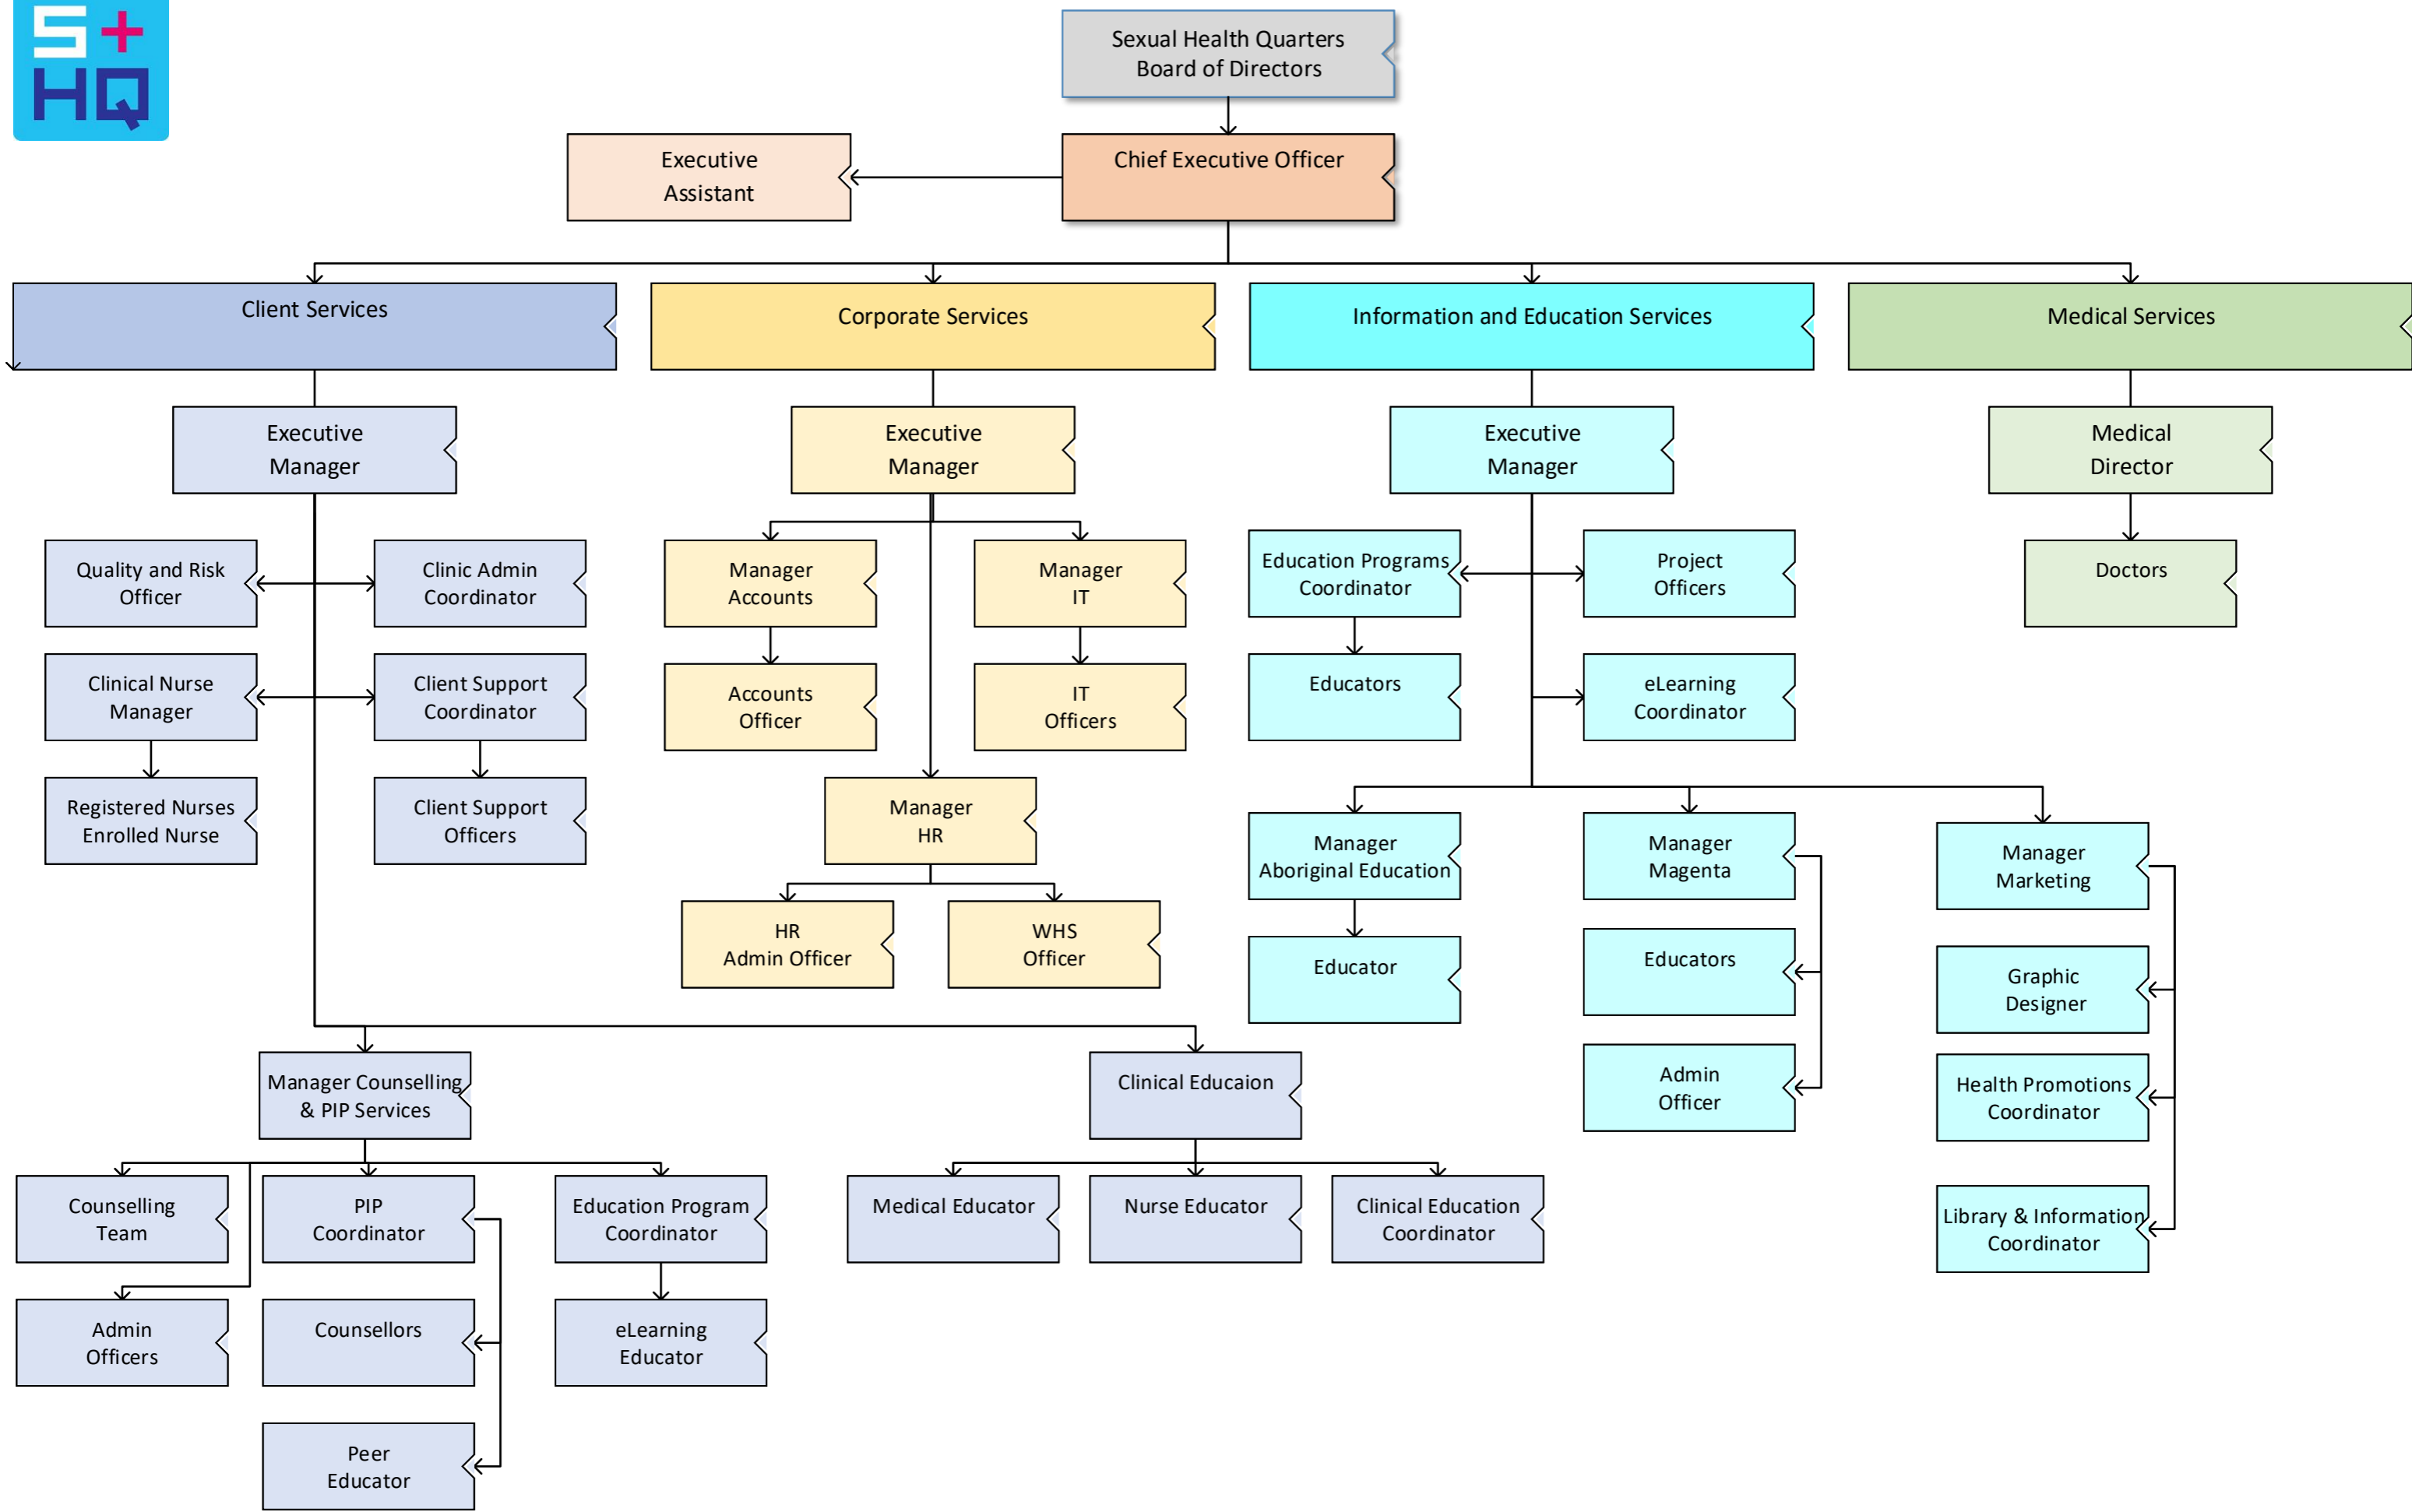 S+
HQ
Sexual Health Quarters
Board of Directors
Executive
Assistant
Chief Executive Officer
Client Services
Corporate Services
Information and Education Services
Medical Services
Executive
Manager
Executive
Manager
Executive
Manager
Medical
Director
Quality and Risk
Officer
Clinic Admin
Coordinator
Manager
Accounts
Manager
IT
Education Programs
Coordinator
Project
Officers
Doctors
Clinical Nurse
Manager
Client Support
Coordinator
Accounts
Officer
IT
Officers
Educators
eLearning
Coordinator
Registered Nurses
Enrolled Nurse
Client Support
Officers
Manager
HR
Manager
Aboriginal Education
Manager
Magenta
Manager
Marketing
HR
Admin Officer
WHS
Officer
Educator
Educators
Graphic
Designer
Manager Counselling
& PIP Services
Clinical Educaion
Admin
Officer
Health Promotions
Coordinator
Counselling
Team
PIP
Coordinator
Education Program
Coordinator
Medical Educator
Nurse Educator
Clinical Education
Coordinator
Library & Information
Coordinator
Admin
Officers
Counsellors
eLearning
Educator
Peer
Educator